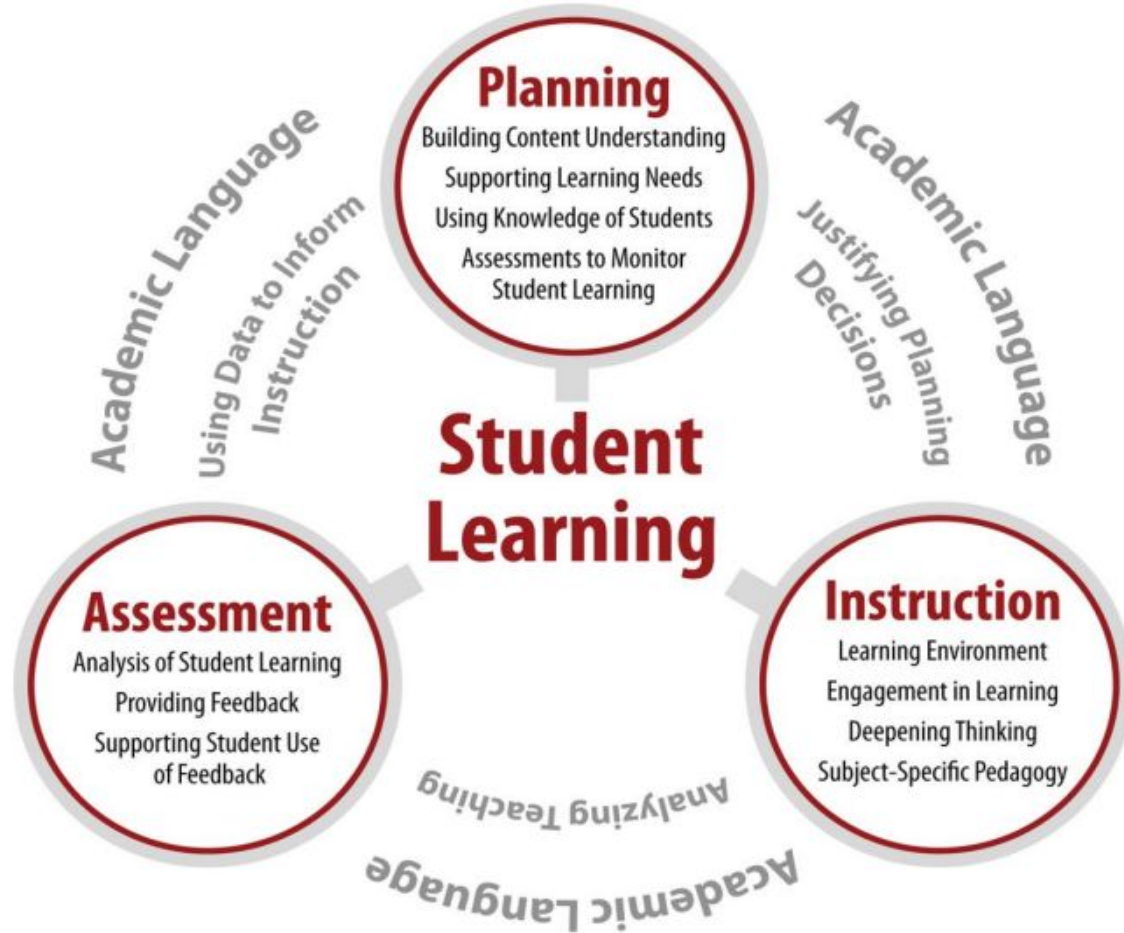 Planning
Building Content Understanding
Supporting Learning Needs
Using Knowledge of Students
Assessments to Monitor
Student Learning
Academic Language
Using Data to Inform
Instruction
Academic Language
Justifying Planning
Decisions
Student
Learning
Assessment
Analysis of Student Learning
Providing Feedback
Supporting Student Use
of Feedback
Instruction
Learning Environment
Engagement in Learning
Deepening Thinking
Subject-Specific Pedagogy
Analyzing Teaching
Academic Language